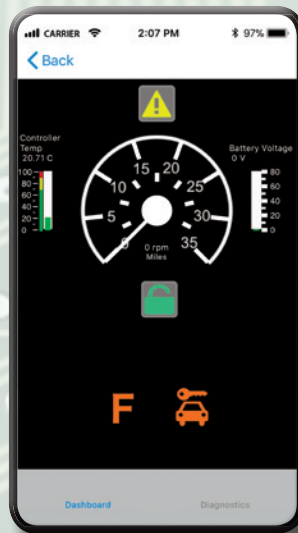 CARRIER 2:07 PM 97%
Back
Controller
Temp
20.71 C
Battery Voltage
0 V
100
80
60
40
20
0
0
5
10
15
20
25
30
35
0 rpm
Miles
80
60
40
20
0
F
Dashboard Diagnostics